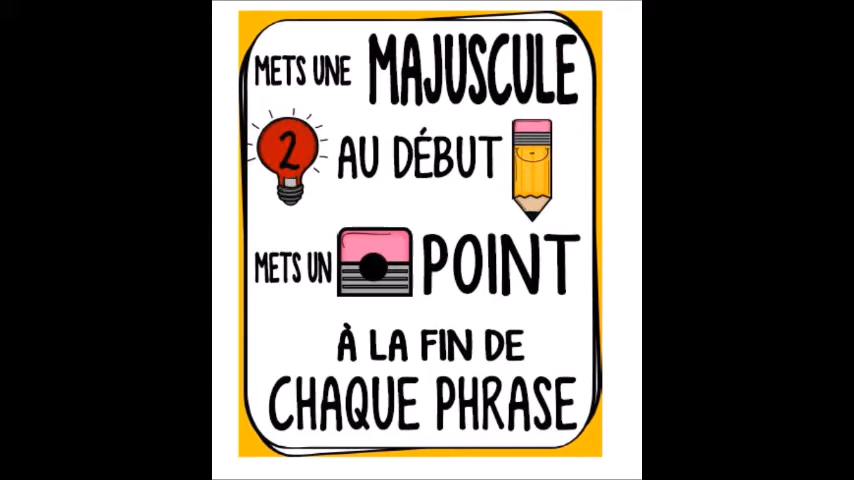 METS UNE MAJUSCULE
2 AU DÉBUT
METS UN POINT
À LA FIN DE
CHAQUE PHRASE